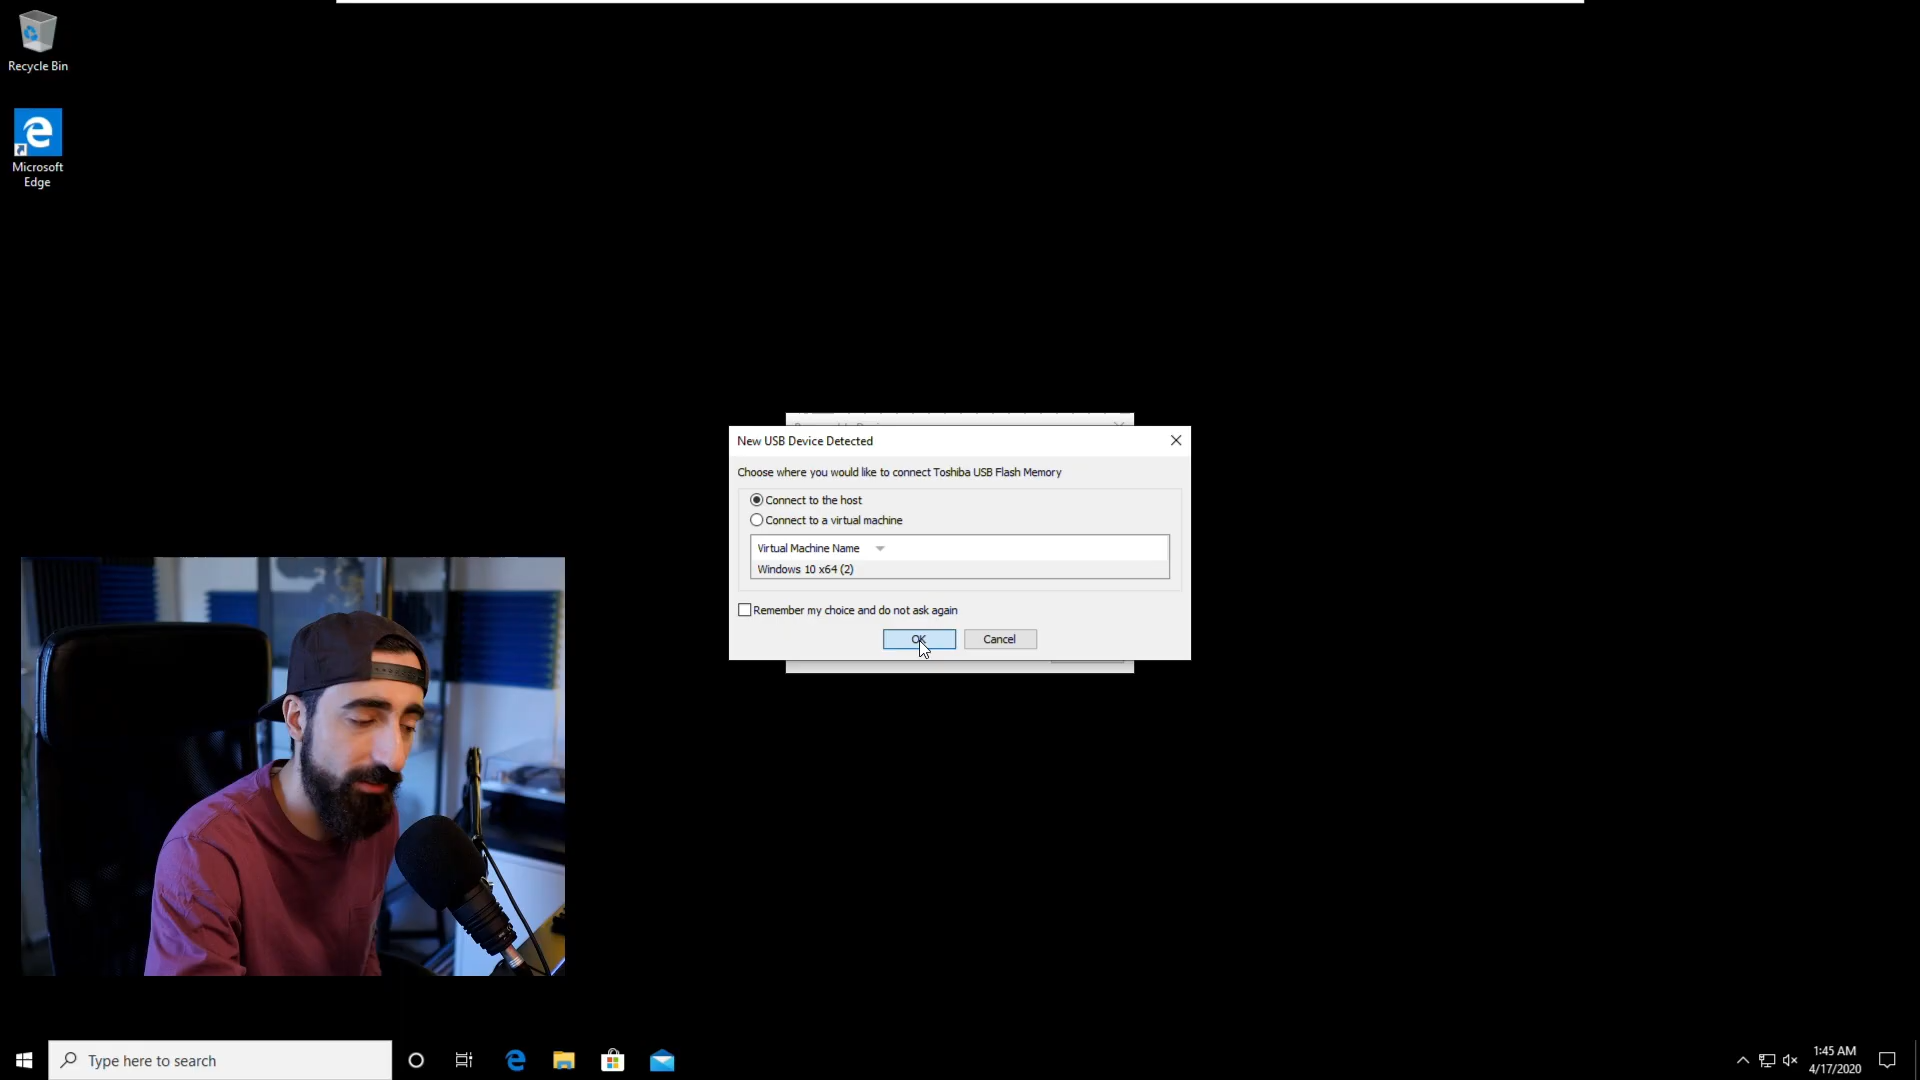 Recycle Bin
Microsoft
Edge
New USB Device Detected
Choose where you would like to connect Toshiba USB Flash Memory
Connect to the host
Connect to a virtual machine
Virtual Machine Name
Windows 10 x64 (2)
Remember my choice and do not ask again
OK
Cancel
Type here to search
1:45 AM
4/17/2020